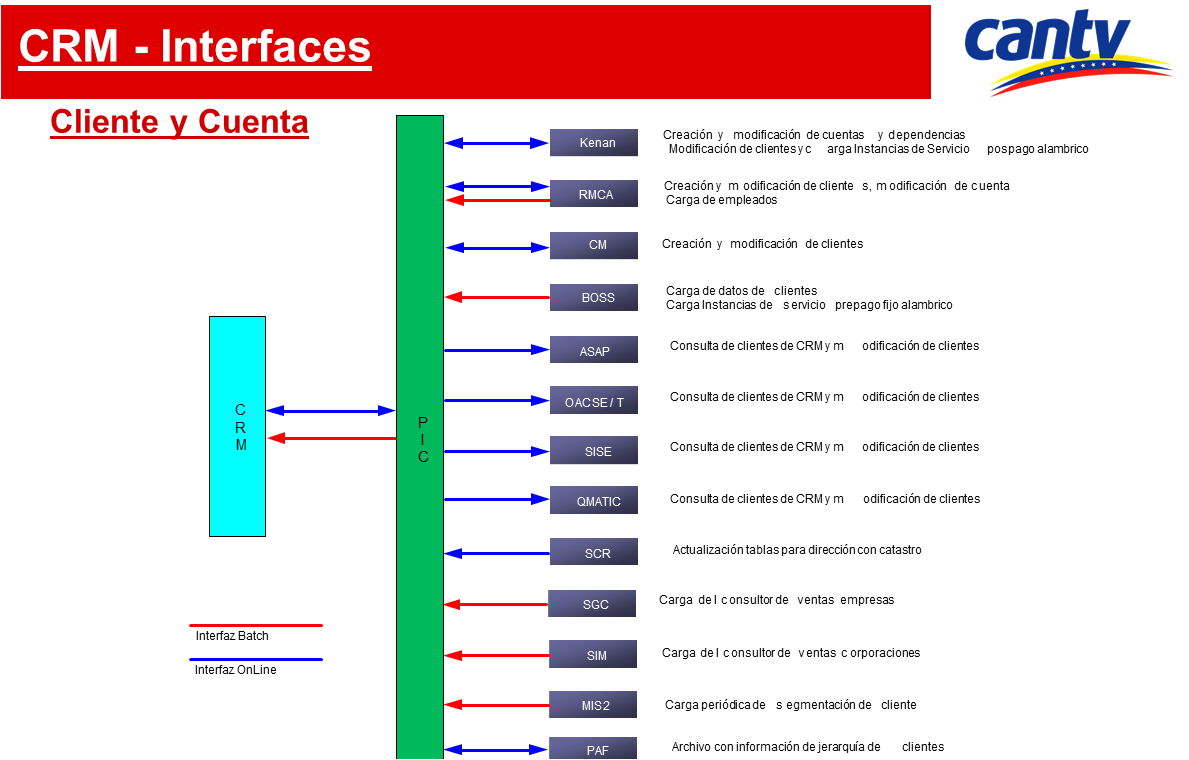 CRM - Interfaces
cantv
Cliente y Cuenta
Kenan
Creación y modificación de cuentas y dependencias
Modificación de clientes y carga Instancias de Servicio pospago alambrico
RMCA
Creación y modificación de clientes, modificación de cuenta
Carga de empleados
CM
Creación y modificación de clientes
BOSS
Carga de datos de clientes
Carga Instancias de servicio prepago fijo alambrico
ASAP
Consulta de clientes de CRM y modificación de clientes
OACSE / T
Consulta de clientes de CRM y modificación de clientes
CRM
PIC
SISE
Consulta de clientes de CRM y modificación de clientes
QMATIC
Consulta de clientes de CRM y modificación de clientes
SCR
Actualización tablas para dirección con catastro
SGC
Carga del consultor de ventas empresas
Interfaz Batch
SIM
Carga del consultor de ventas corporaciones
Interfaz OnLine
MIS2
Carga periódica de segmentación de cliente
PAF
Archivo con información de jerarquía de clientes